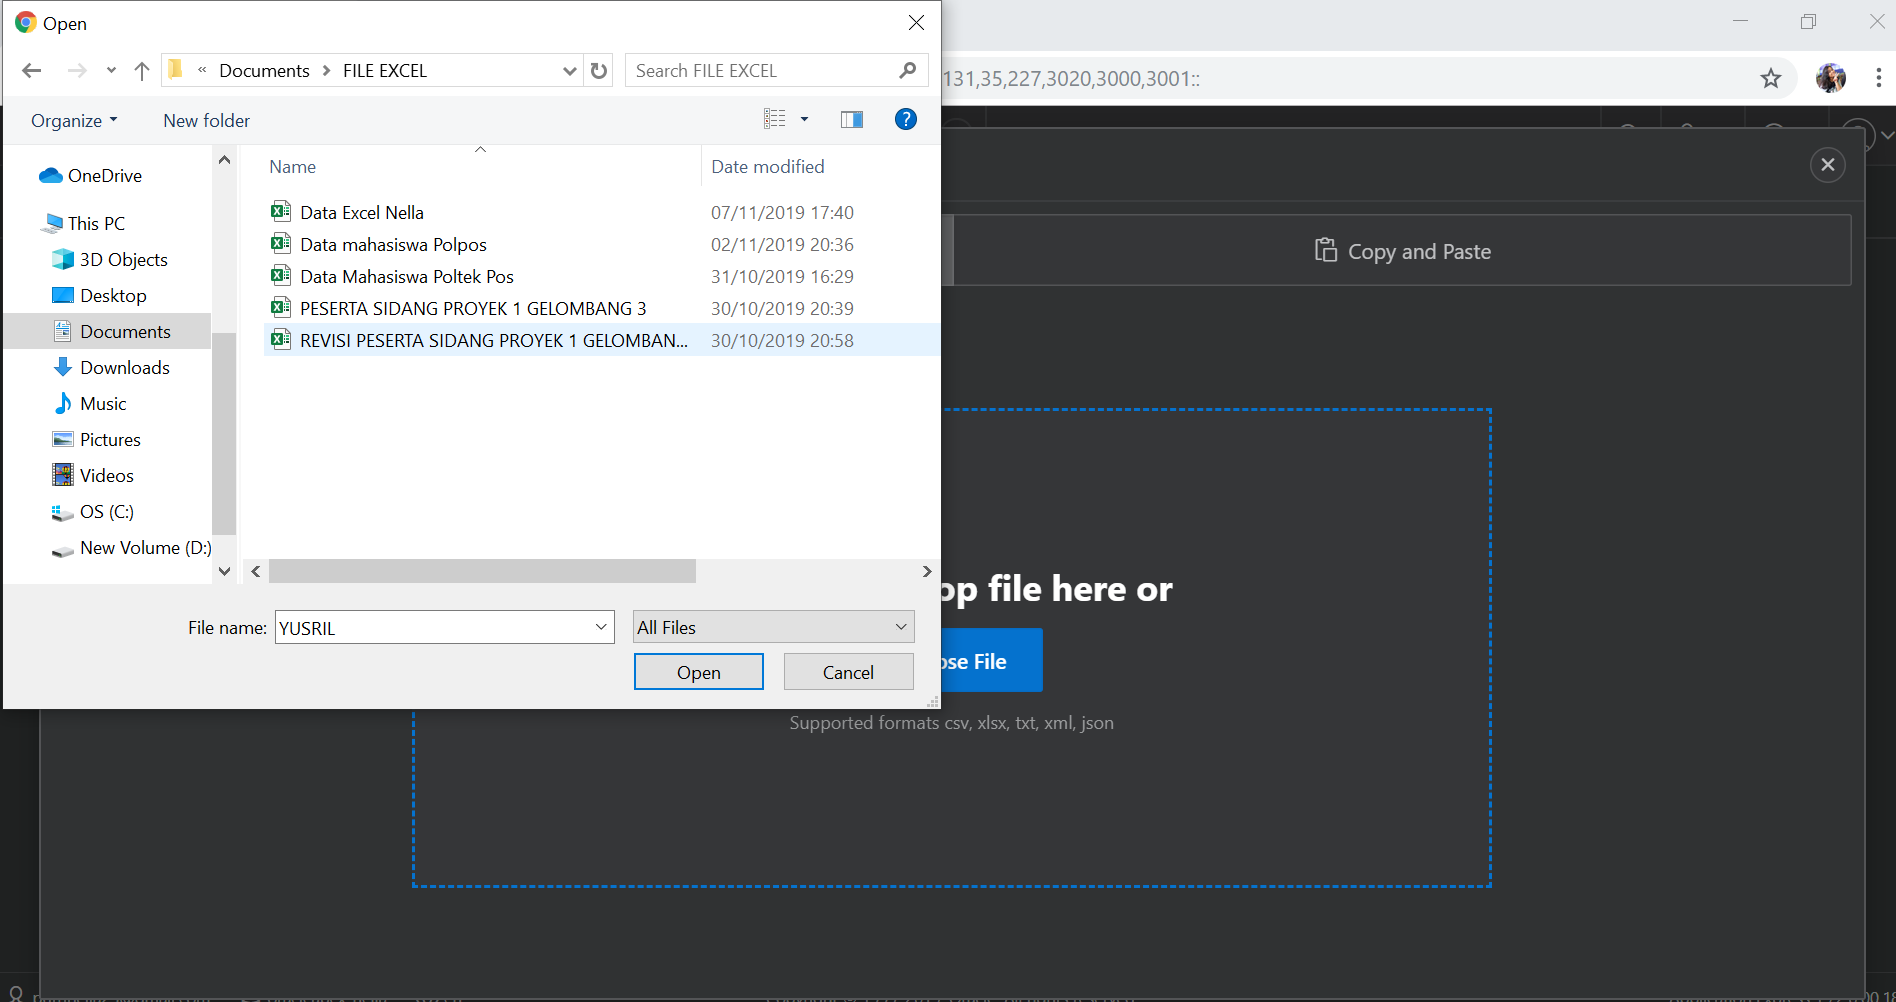 Open
131,35,227,3020,3000,3001::
« Documents > FILE EXCEL
Search FILE EXCEL
Organize
New folder
Name
Date modified
OneDrive
This PC
3D Objects
Desktop
Documents
Downloads
Music
Pictures
Videos
OS (C:)
New Volume (D:)
Data Excel Nella 07/11/2019 17:40
Data mahasiswa Polpos 02/11/2019 20:36
Data Mahasiswa Poltek Pos 31/10/2019 16:29
PESERTA SIDANG PROYEK 1 GELOMBANG 3 30/10/2019 20:39
REVISI PESERTA SIDANG PROYEK 1 GELOMBAN... 30/10/2019 20:58
File name: YUSRIL
All Files
Open
Cancel
Copy and Paste
op file here or
ose File
Supported formats csv, xlsx, txt, xml, json